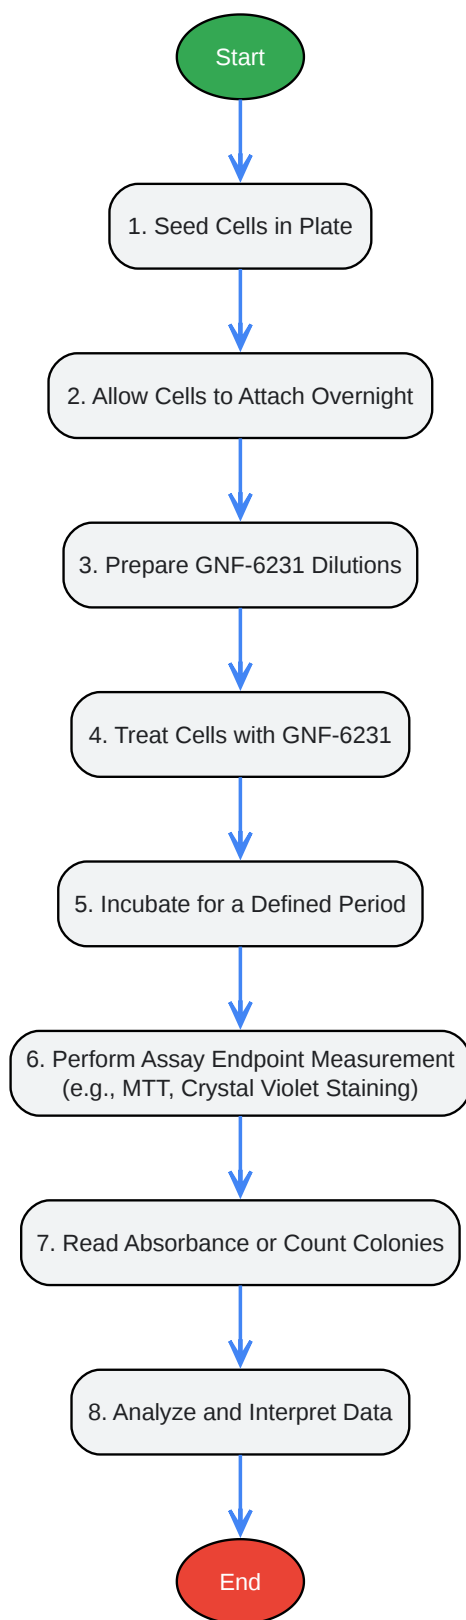 Start
1. Seed Cells in Plate
2. Allow Cells to Attach Overnight
3. Prepare GNF-6231 Dilutions
4. Treat Cells with GNF-6231
5. Incubate for a Defined Period
6. Perform Assay Endpoint Measurement
(e.g., MTT, Crystal Violet Staining)
7. Read Absorbance or Count Colonies
8. Analyze and Interpret Data
End